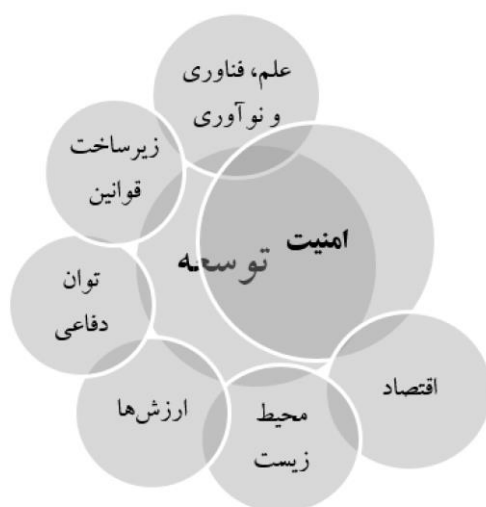 علم، فناوری
و نوآوری
زیرساخت
قوانین
امنیت
توسعه
توان
دفاعی
اقتصاد
ارزش‌ها
محیط
زیست